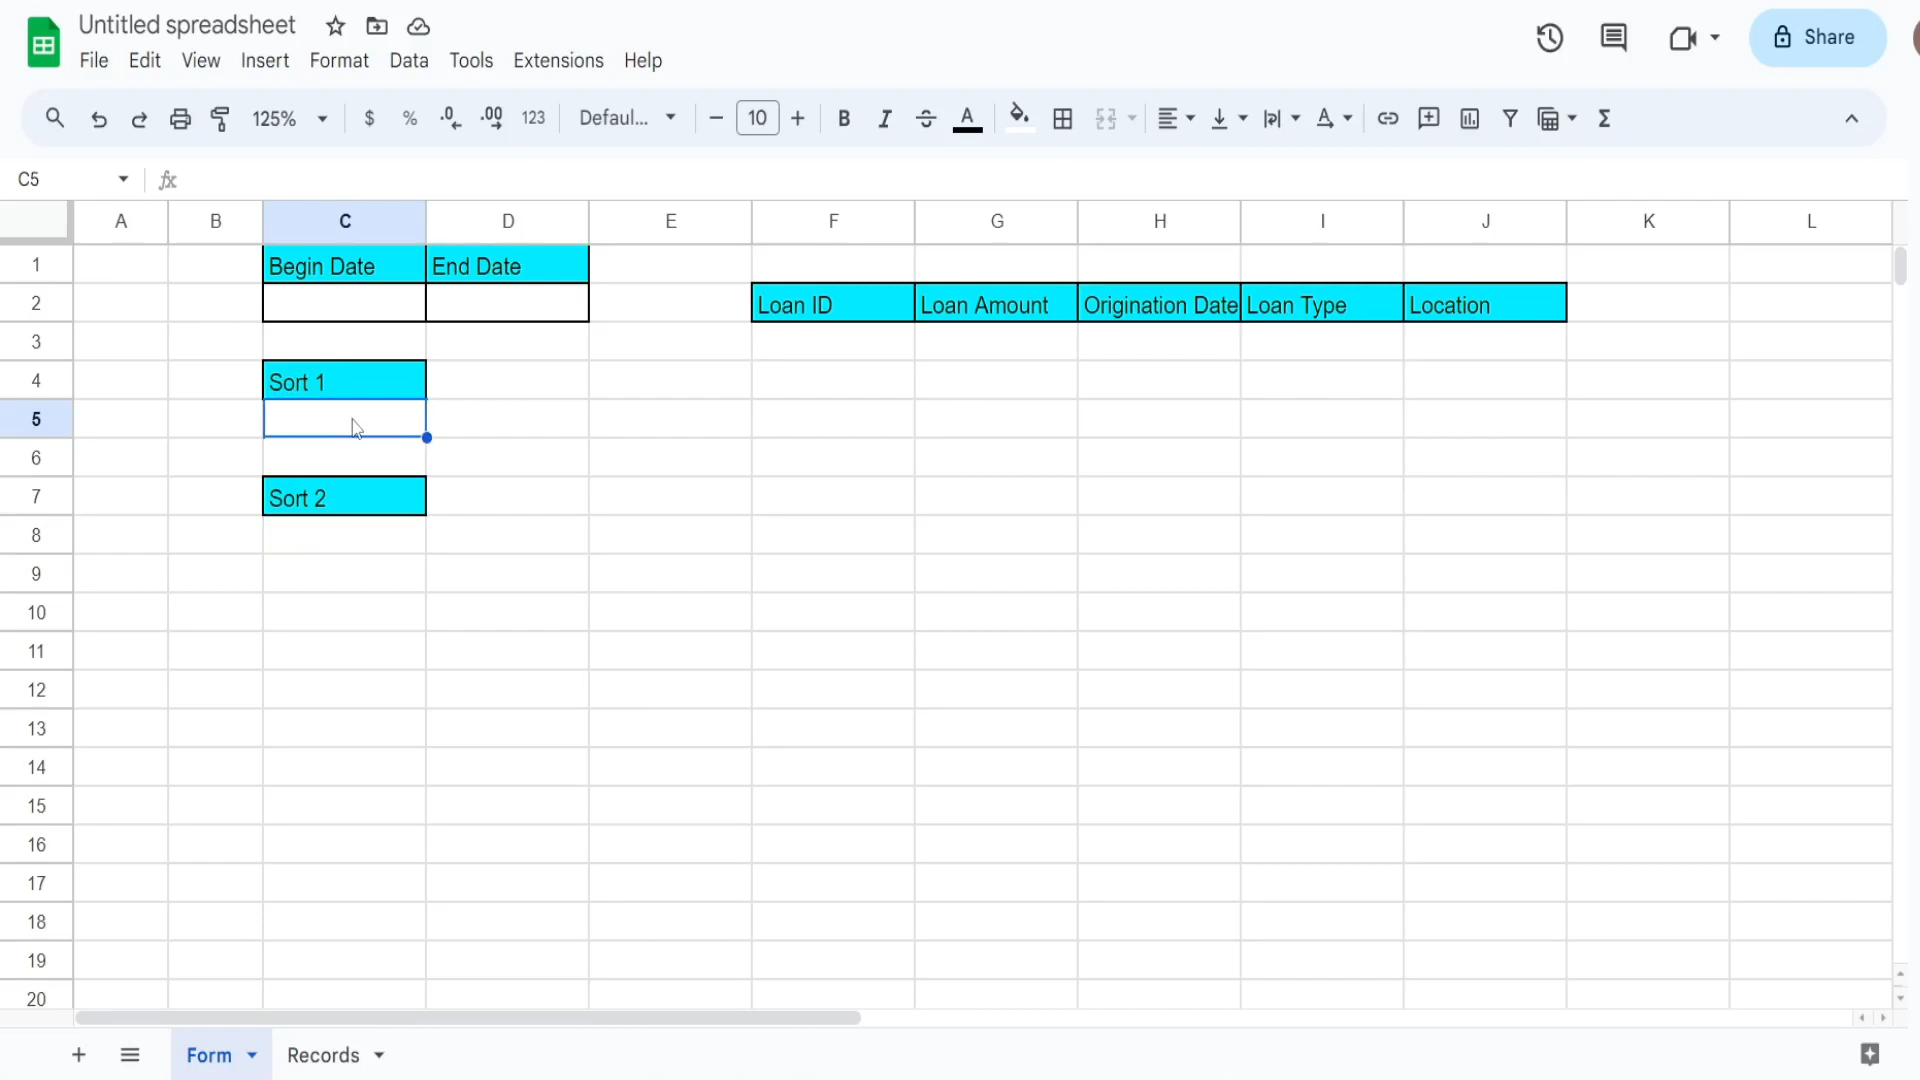 Untitled spreadsheet
File Edit View Insert Format Data Tools Extensions Help
Share
125% $ % .0 .00 123 Defaul... 10 B I A Σ
C5 fx
A B C D E F G H I J K L
1 Begin Date End Date
2 Loan ID Loan Amount Origination Date Loan Type Location
3
4 Sort 1
5
6
7 Sort 2
8
9
10
11
12
13
14
15
16
17
18
19
20
Form Records